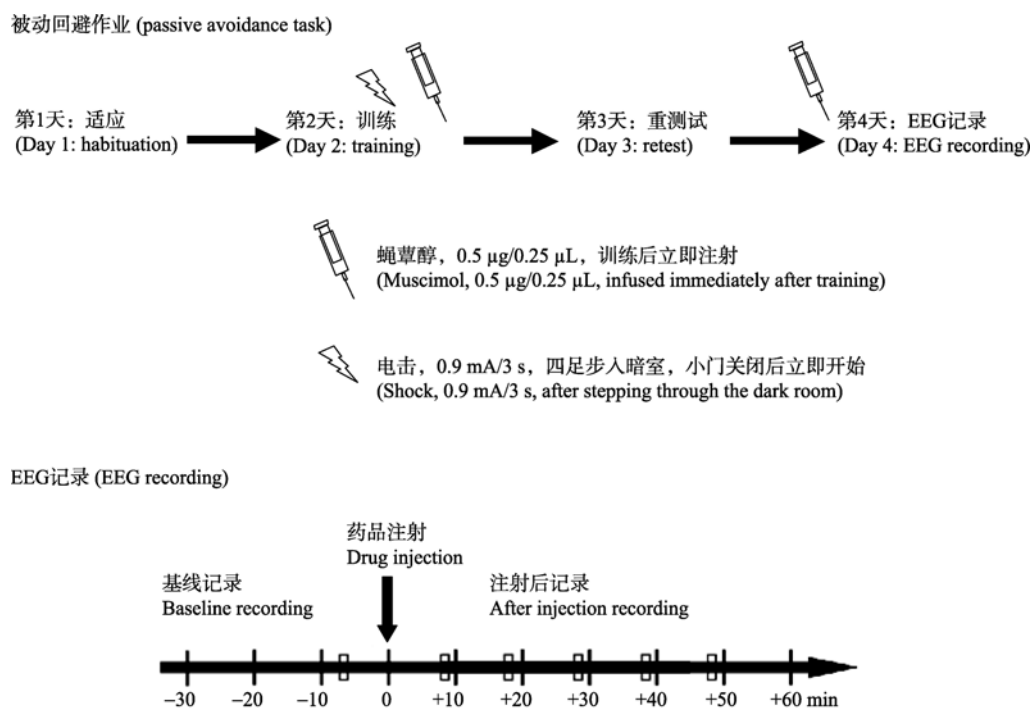 被动回避作业 (passive avoidance task)
第1天：适应
(Day 1: habituation)
第2天：训练
(Day 2: training)
第3天：重测试
(Day 3: retest)
第4天：EEG记录
(Day 4: EEG recording)
蝇蕈醇，0.5 μg/0.25 μL，训练后立即注射
(Muscimol, 0.5 μg/0.25 μL, infused immediately after training)
电击，0.9 mA/3 s，四足步入暗室，小门关闭后立即开始
(Shock, 0.9 mA/3 s, after stepping through the dark room)
EEG记录 (EEG recording)
药品注射
Drug injection
基线记录
Baseline recording
注射后记录
After injection recording
−30 −20 −10 0 +10 +20 +30 +40 +50 +60 min